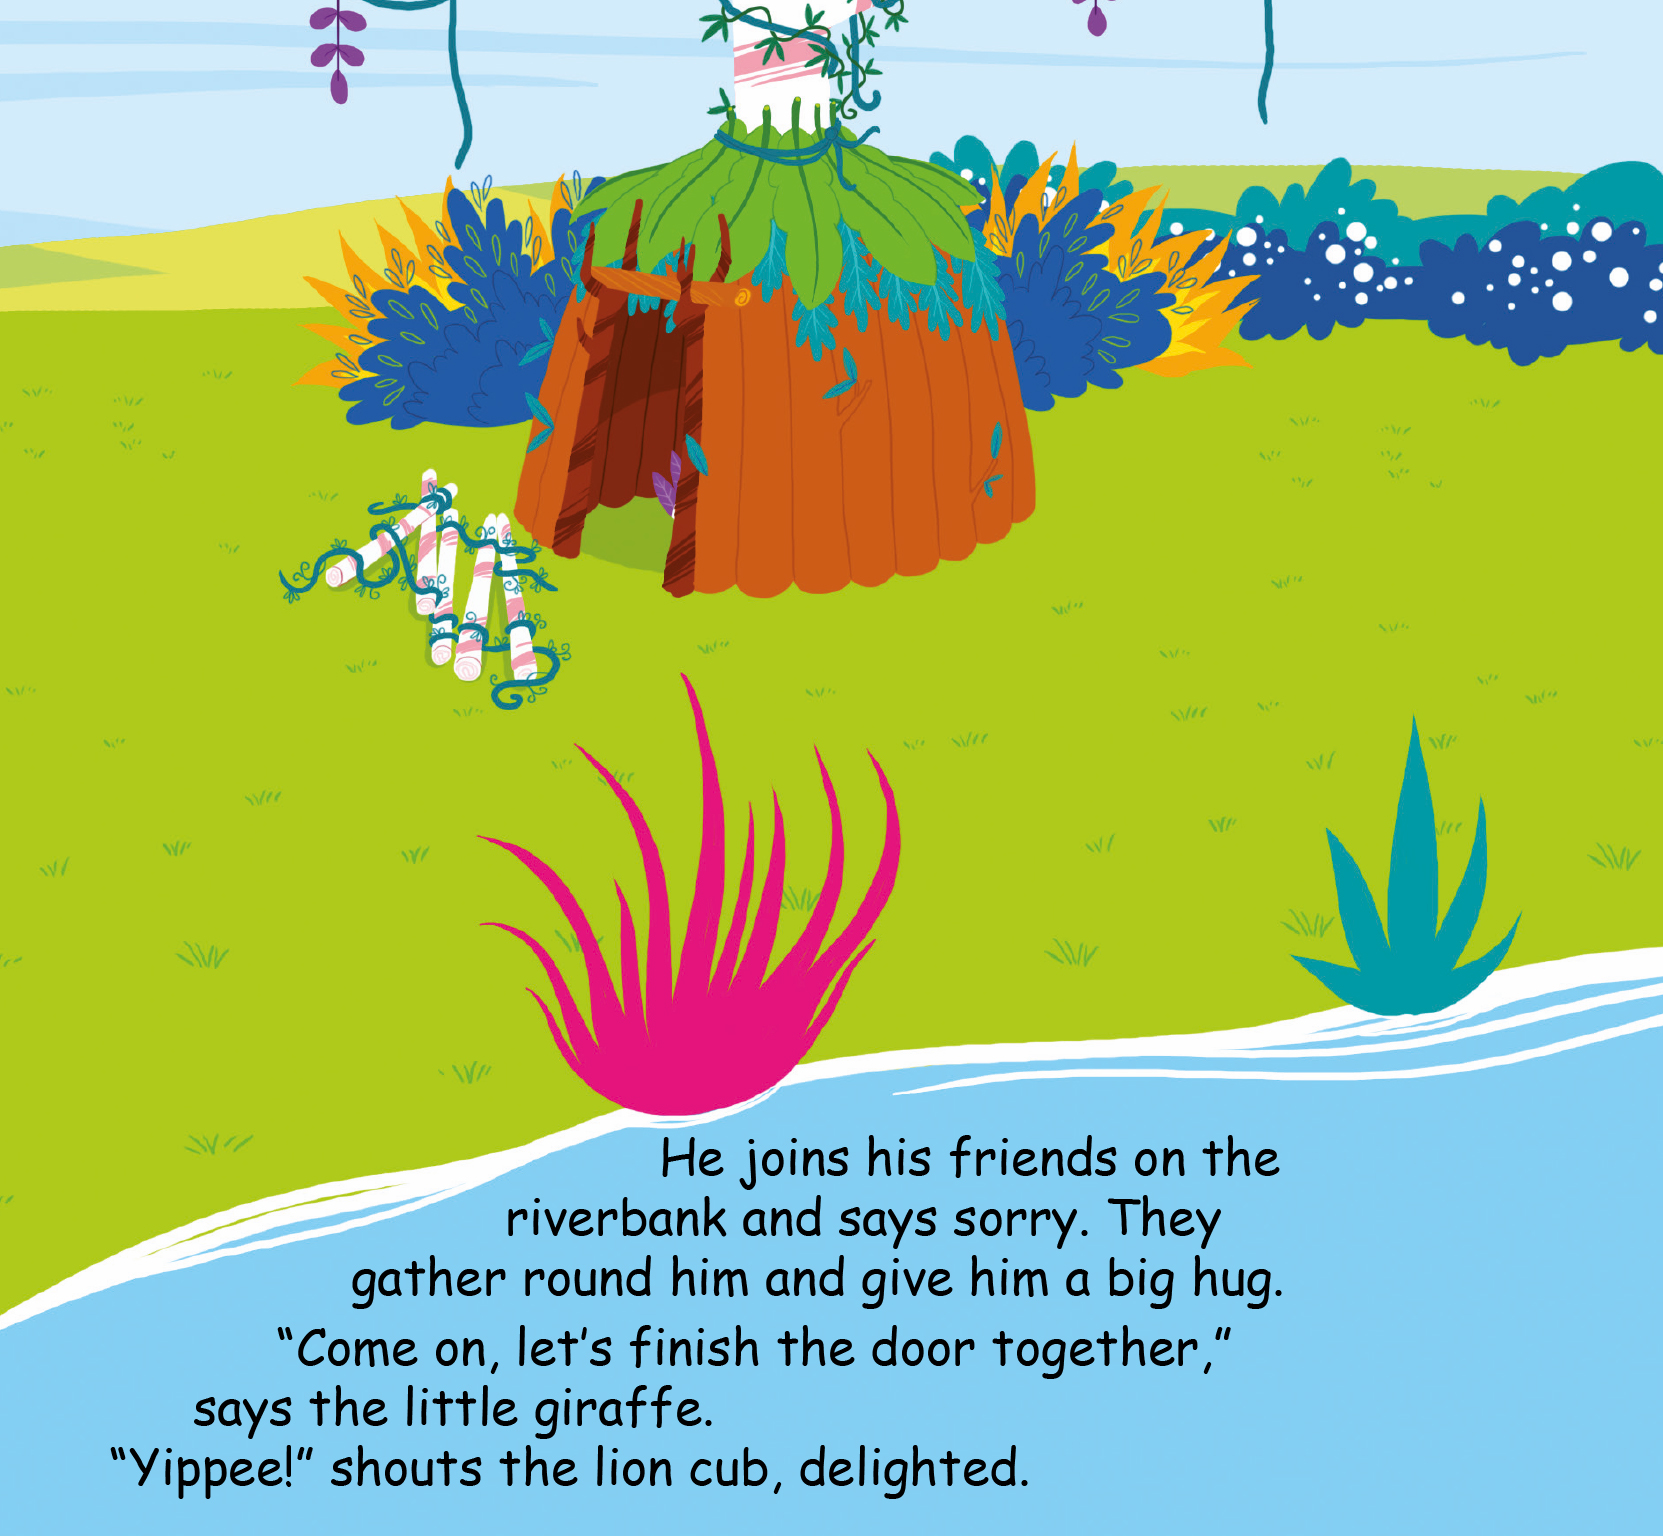 He joins his friends on the
riverbank and says sorry. They
gather round him and give him a big hug.
“Come on, let’s finish the door together,”
says the little giraffe.
“Yippee!” shouts the lion cub, delighted.